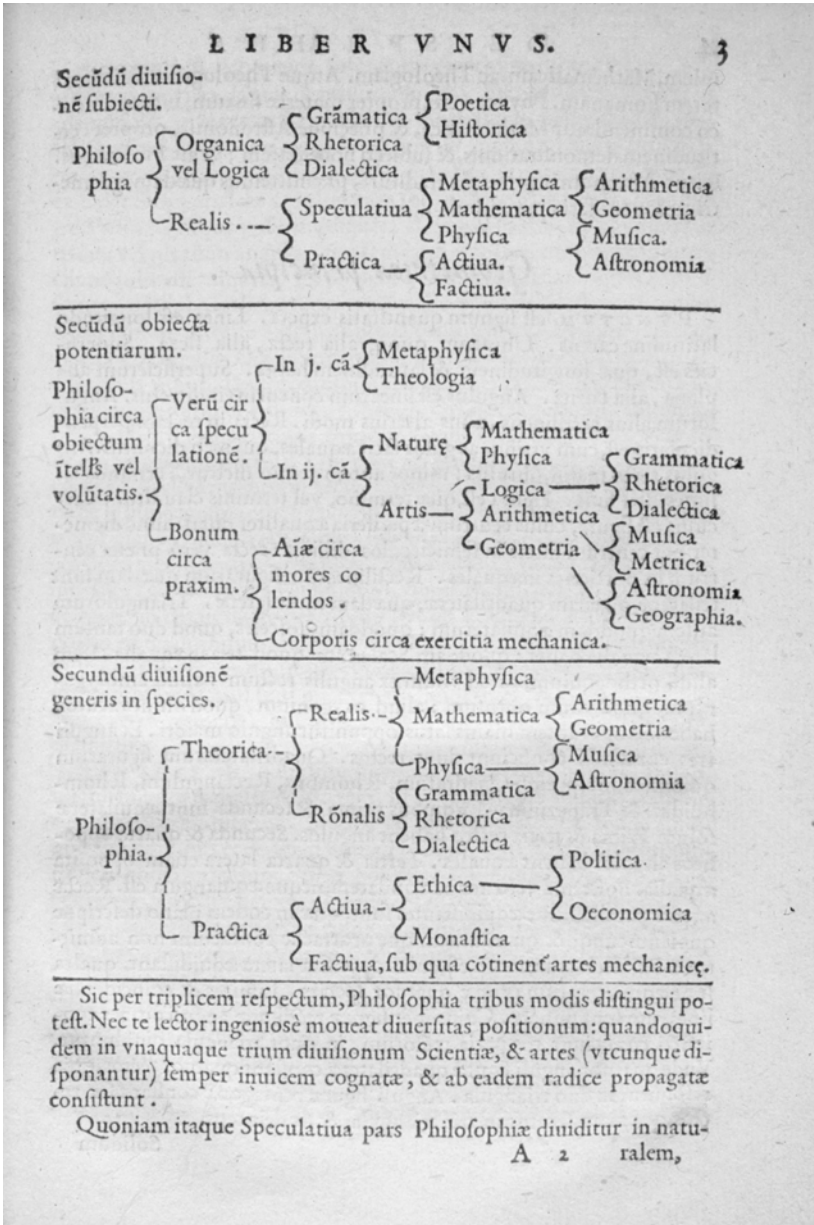 LIBER VNVS. 3
Secūdū diuisio-
nē subiecti.
Philoso
phia
Organica
vel Logica
Gramatica
Rhetorica
Dialectica
Poetica
Historica
Realis
Speculatiua
Metaphysica
Mathematica
Physica
Arithmetica
Geometria
Musica.
Astronomia
Practica
Actiua.
Factiua.
Secūdū obiecta
potentiarum.
Philoso-
phia circa
obiectum
ītells vel
volūtatis.
Verū cir
ca specu
lationē.
In j. cā
Metaphysica
Theologia
In ij. cā
Naturę
Mathematica
Physica
Artis
Logica
Arithmetica
Geometria
Grammatica
Rhetorica
Dialectica
Musica
Metrica
Astronomia
Geographia.
Bonum
circa
praxim.
Aīæ circa
mores co
lendos.
Corporis circa exercitia mechanica.
Secundū diuisionē
generis in species.
Philoso-
phia.
Theorica
Realis
Metaphysica
Mathematica
Physica
Arithmetica
Geometria
Musica
Astronomia
Rōnalis
Grammatica
Rhetorica
Dialectica
Practica
Actiua
Ethica
Monastica
Politica.
Oeconomica
Factiua, sub qua cōtinent artes mechanicę.
Sic per triplicem respectum, Philosophia tribus modis distingui po-
test. Nec te lector ingeniosè moueat diuersitas positionum: quandoqui-
dem in vnaquaque trium diuisionum Scientiæ, & artes (vtcunque di-
sponantur) semper inuicem cognatæ, & ab eadem radice propagatæ
consistunt.
Quoniam itaque Speculatiua pars Philosophiæ diuiditur in natu-
A 2 ralem,